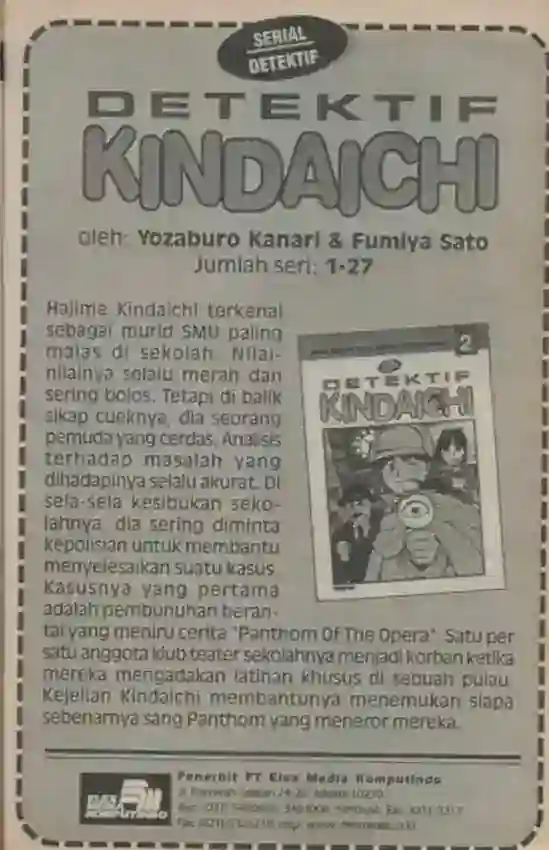 SERIAL
DETEKTIF
DETEKTIF
KINDAICHI
oleh: Yozaburo Kanari & Fumiya Sato
Jumlah seri: 1-27
Hajime Kindaichi terkenal
sebagai murid SMU paling
malas di sekolah. Nilai-
nilainya selalu merah dan
sering bolos. Tetapi di balik
sikap cueknya, dia seorang
pemuda yang cerdas. Analisis
terhadap masalah yang
dihadapinya selalu akurat. Di
sela-sela kesibukan seko-
lahnya, dia sering diminta
kepolisian untuk membantu
menyelesaikan suatu kasus.
Kasusnya yang pertama
adalah pembunuhan beran-
tai yang meniru cerita "Panthom Of The Opera". Satu per
satu anggota klub teater sekolahnya menjadi korban ketika
mereka mengadakan latihan khusus di sebuah pulau.
Kejelian Kindaichi membantunya menemukan siapa
sebenarnya sang Panthom yang meneror mereka.
2
DETEKTIF
KINDAICHI
Penerbit PT Elex Media Komputindo
KOMPUTINDO